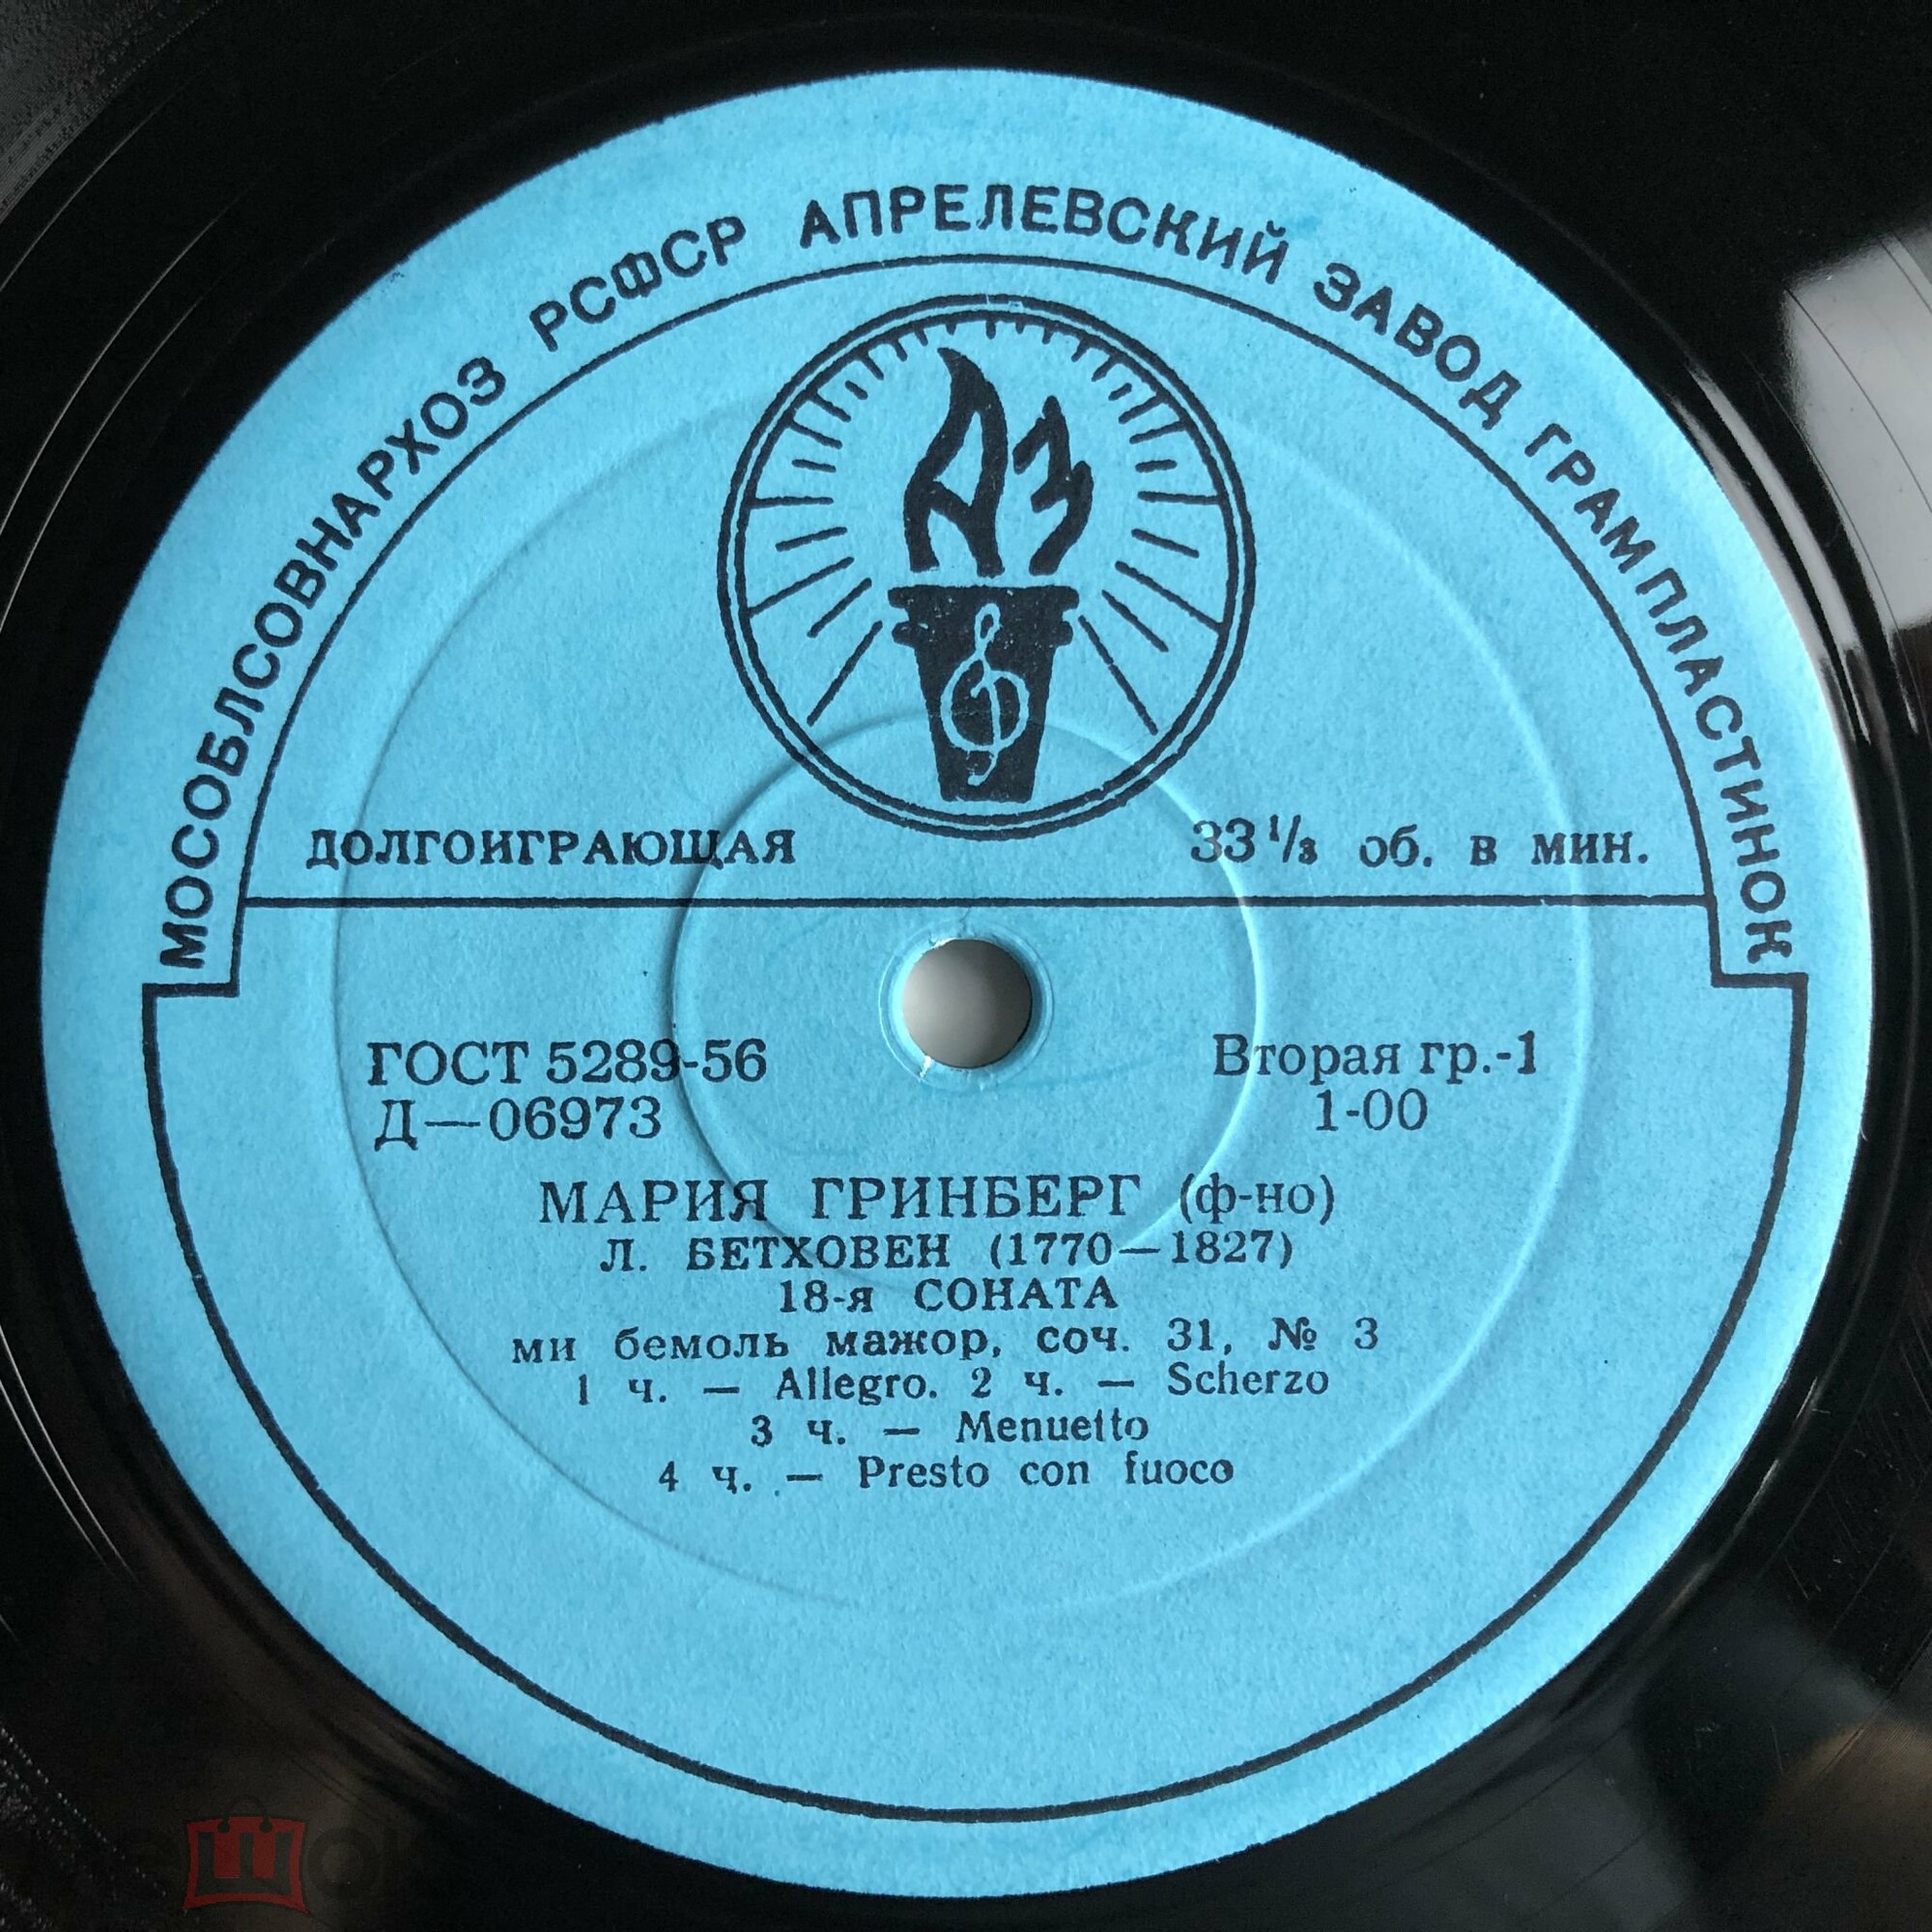 МОСОБЛСОВНАРХОЗ РСФСР АПРЕЛЕВСКИЙ ЗАВОД ГРАМПЛАСТИНОК
АЗ
ДОЛГОИГРАЮЩАЯ 33 1/3 об. в мин.
ГОСТ 5289-56 Вторая гр.-1
Д—06973 1-00
МАРИЯ ГРИНБЕРГ (ф-но)
Л. БЕТХОВЕН (1770—1827)
18-я СОНАТА
ми бемоль мажор, соч. 31, № 3
1 ч. — Allegro. 2 ч. — Scherzo
3 ч. — Menuetto
4 ч. — Presto con fuoco